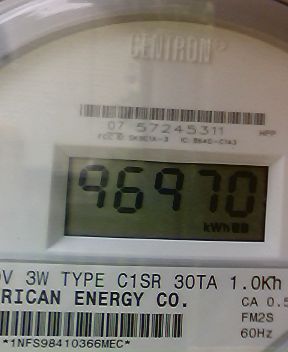 CENTRON
07 57245311 HPP
96970
kWh
V 3W TYPE C1SR 30TA 1.0Kh
RICAN ENERGY CO. CA 0.5
FM2S
60Hz
*1NFS98410366MEC*